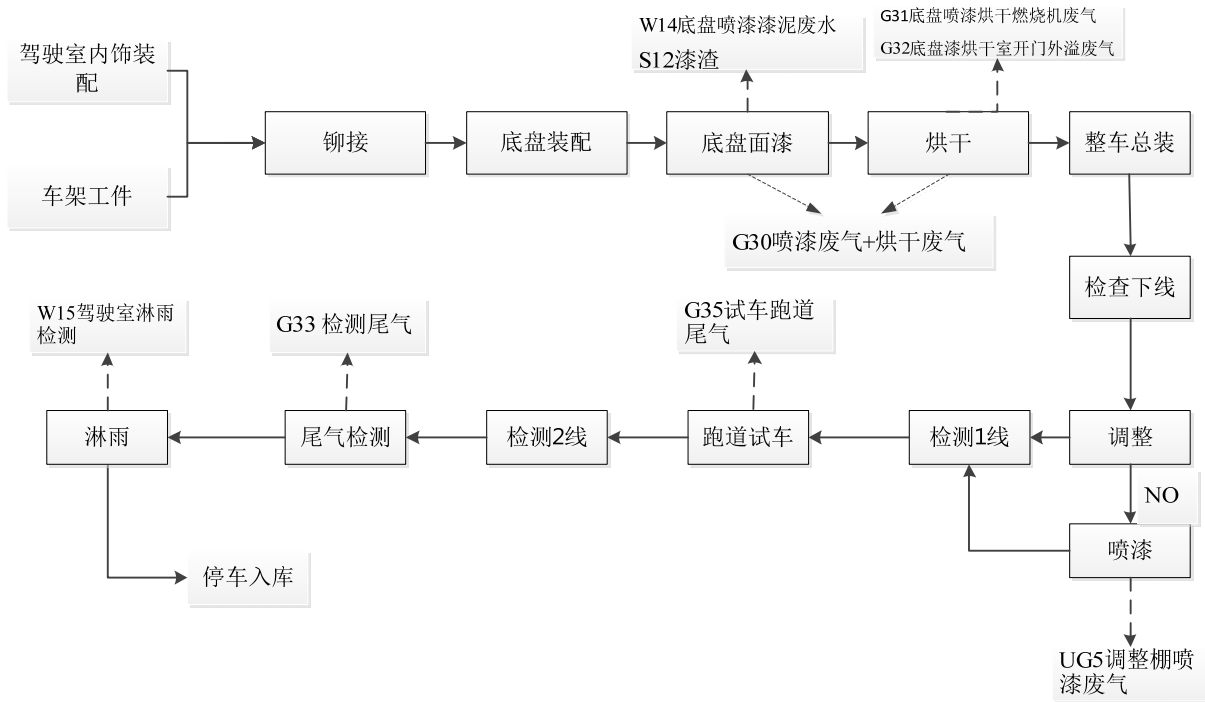 驾驶室内饰装
配
车架工件
铆接
底盘装配
W14底盘喷漆漆泥废水
S12漆渣
底盘面漆
G31底盘喷漆烘干燃烧机废气
G32底盘漆烘干室开门外溢废气
烘干
整车总装
G30喷漆废气+烘干废气
检查下线
W15驾驶室淋雨
检测
G33 检测尾气
G35试车跑道
尾气
淋雨
尾气检测
检测2线
跑道试车
检测1线
调整
NO
喷漆
停车入库
UG5调整棚喷
漆废气